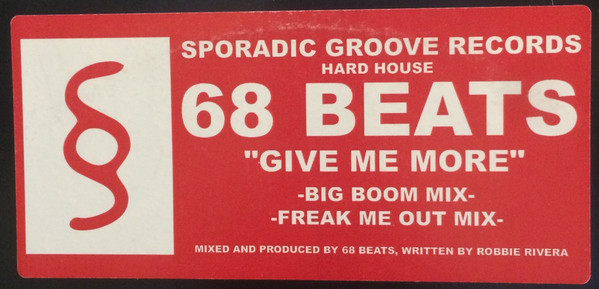 SPORADIC GROOVE RECORDS
HARD HOUSE
68 BEATS
"GIVE ME MORE"
-BIG BOOM MIX-
-FREAK ME OUT MIX-
MIXED AND PRODUCED BY 68 BEATS, WRITTEN BY ROBBIE RIVERA